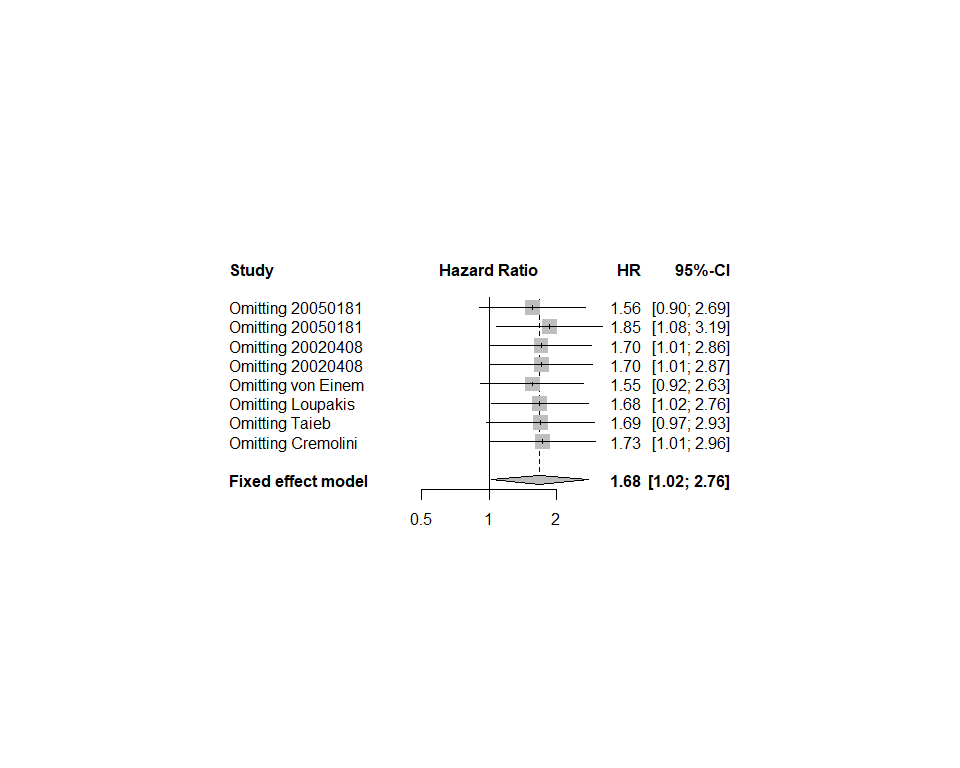 Study Hazard Ratio HR 95%-CI
Omitting 20050181 1.56 [0.90; 2.69]
Omitting 20050181 1.85 [1.08; 3.19]
Omitting 20020408 1.70 [1.01; 2.86]
Omitting 20020408 1.70 [1.01; 2.87]
Omitting von Einem 1.55 [0.92; 2.63]
Omitting Loupakis 1.68 [1.02; 2.76]
Omitting Taieb 1.69 [0.97; 2.93]
Omitting Cremolini 1.73 [1.01; 2.96]
Fixed effect model 1.68 [1.02; 2.76]
0.5 1 2